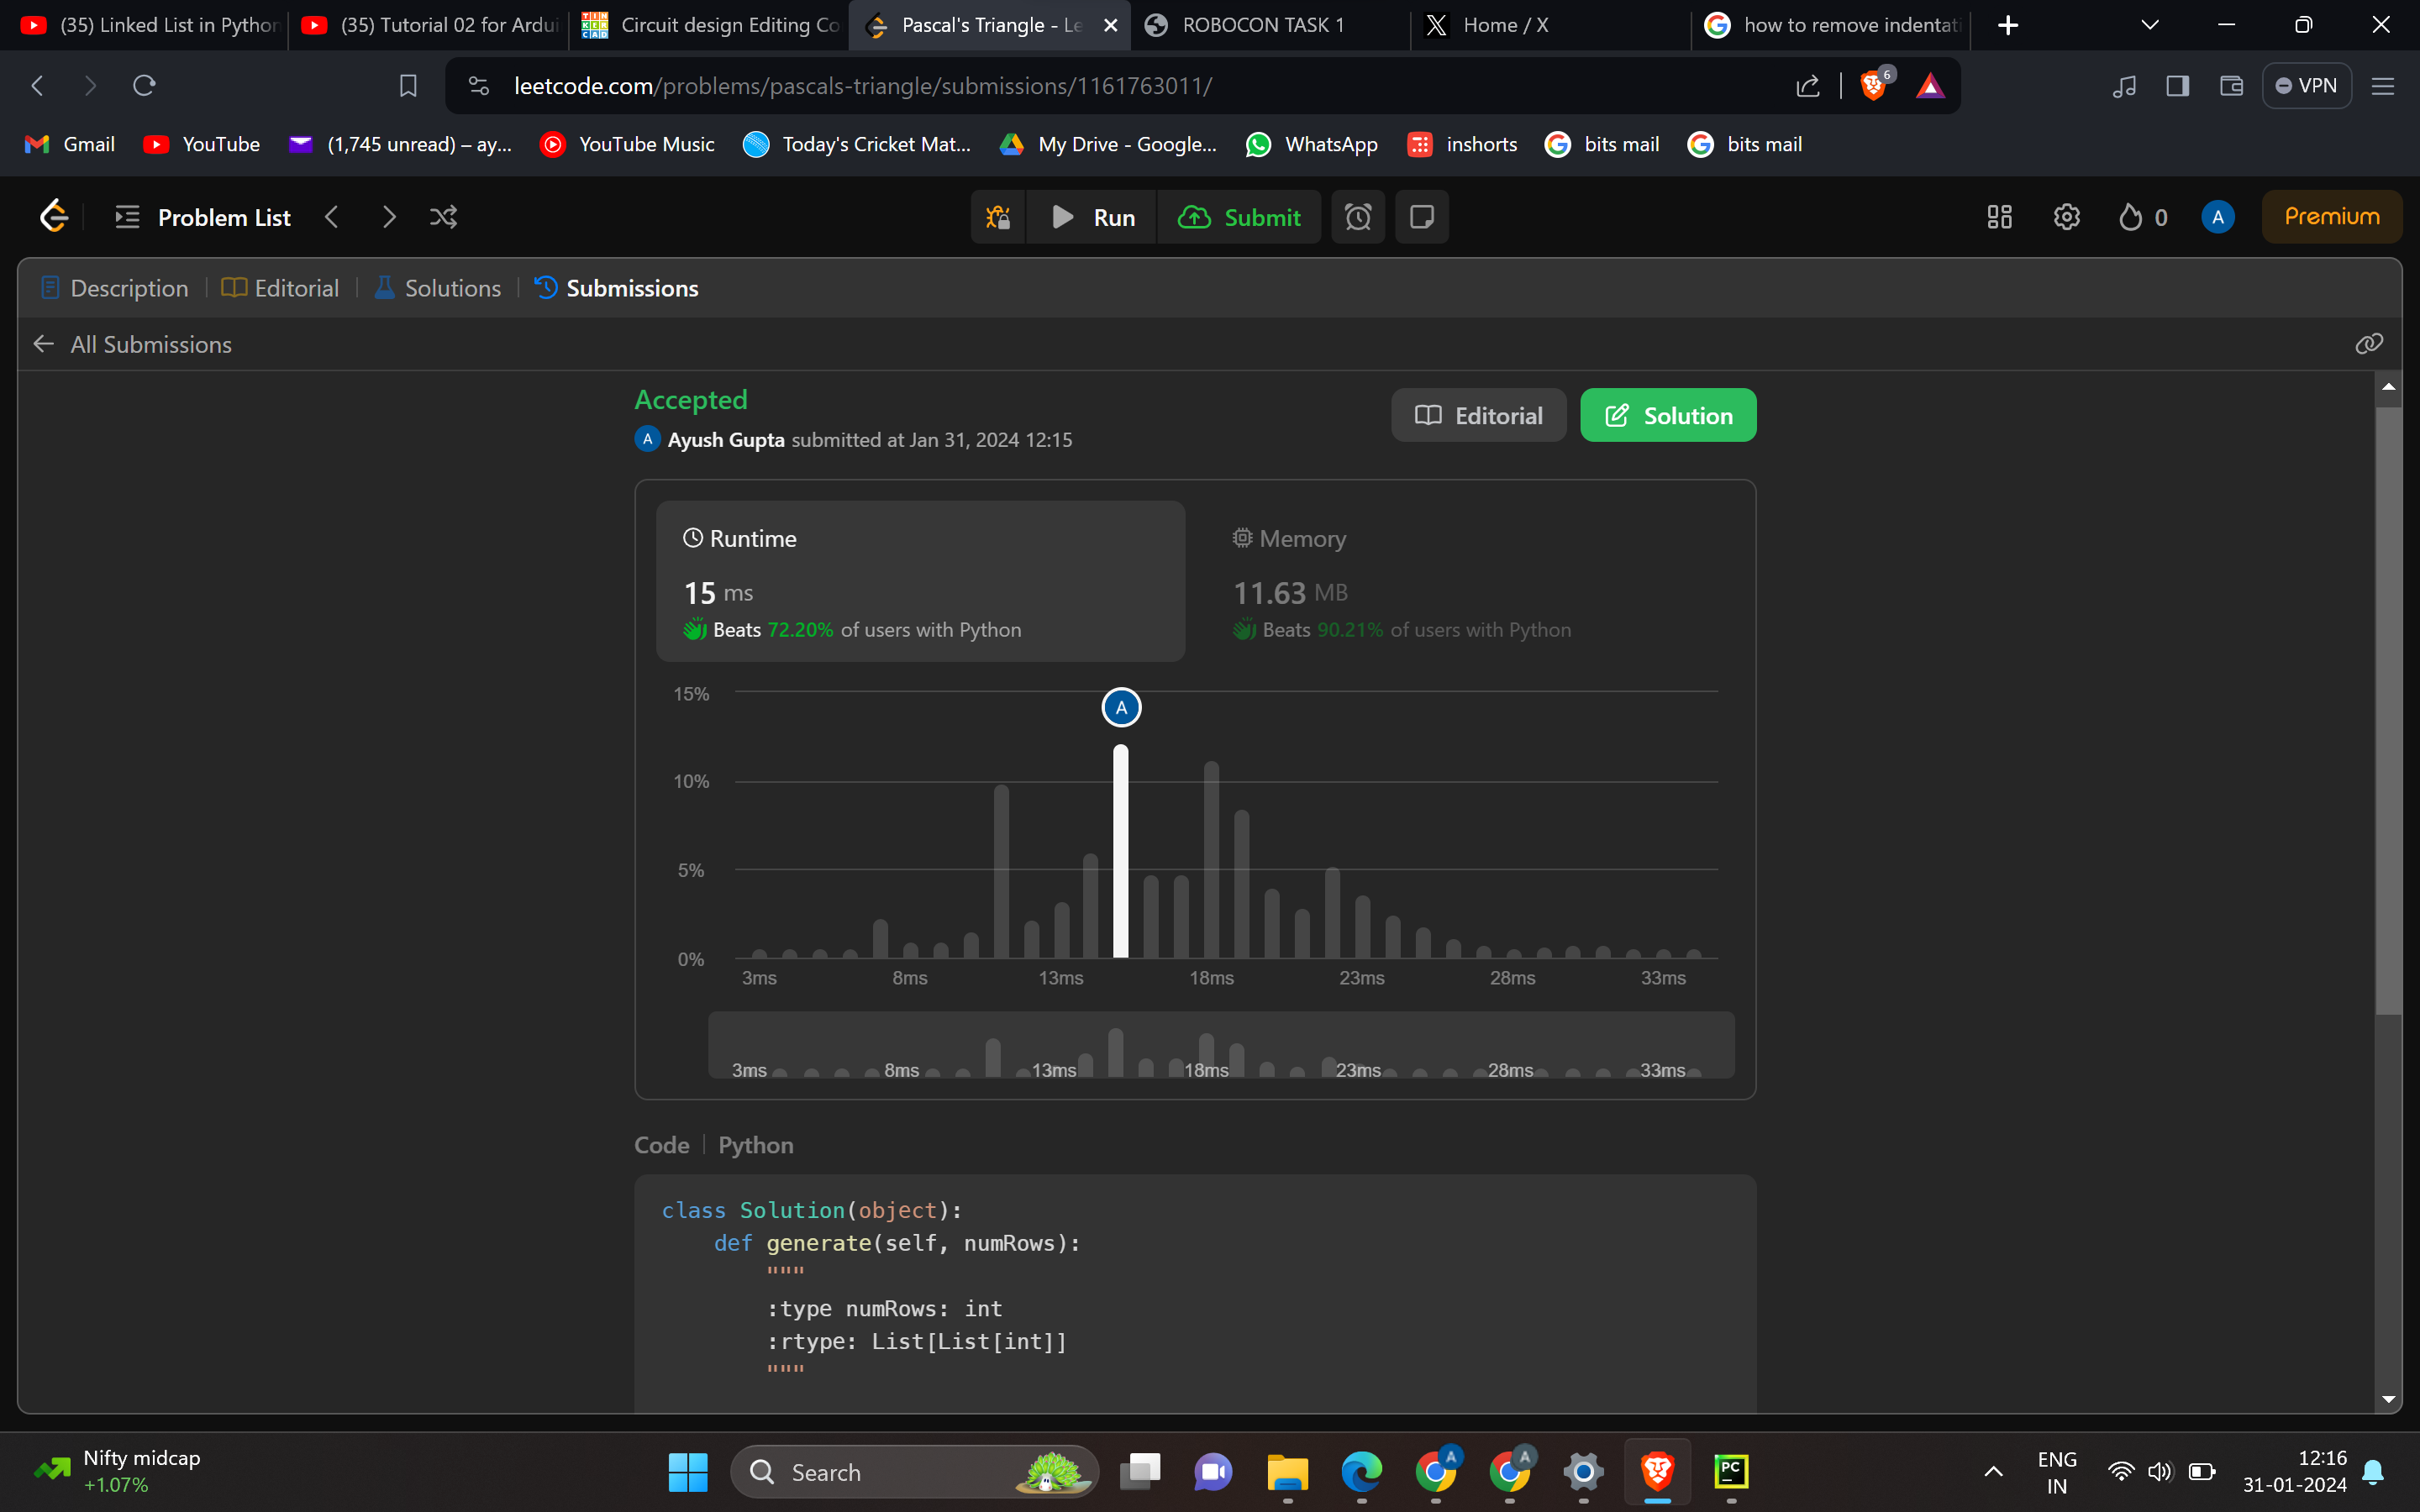 (35) Linked List in Python
(35) Tutorial 02 for Ardui
Circuit design Editing Co
Pascal's Triangle - Le
ROBOCON TASK 1
Home / X
how to remove indentati
leetcode.com/problems/pascals-triangle/submissions/1161763011/
6
VPN
Gmail
YouTube
(1,745 unread) – ay...
YouTube Music
Today's Cricket Mat...
My Drive - Google...
WhatsApp
inshorts
bits mail
bits mail
Problem List
Run
Submit
0
A
Premium
Description
Editorial
Solutions
Submissions
All Submissions
Accepted
A Ayush Gupta submitted at Jan 31, 2024 12:15
Editorial
Solution
Runtime
15 ms
Beats 72.20% of users with Python
Memory
11.63 MB
Beats 90.21% of users with Python
15%
A
10%
5%
0%
3ms 8ms 13ms 18ms 23ms 28ms 33ms
3ms 8ms 13ms 18ms 23ms 28ms 33ms
Code | Python
class Solution(object):
def generate(self, numRows):
"""
:type numRows: int
:rtype: List[List[int]]
"""
Nifty midcap
+1.07%
Search
A
A
PC
ENG
IN
12:16
31-01-2024